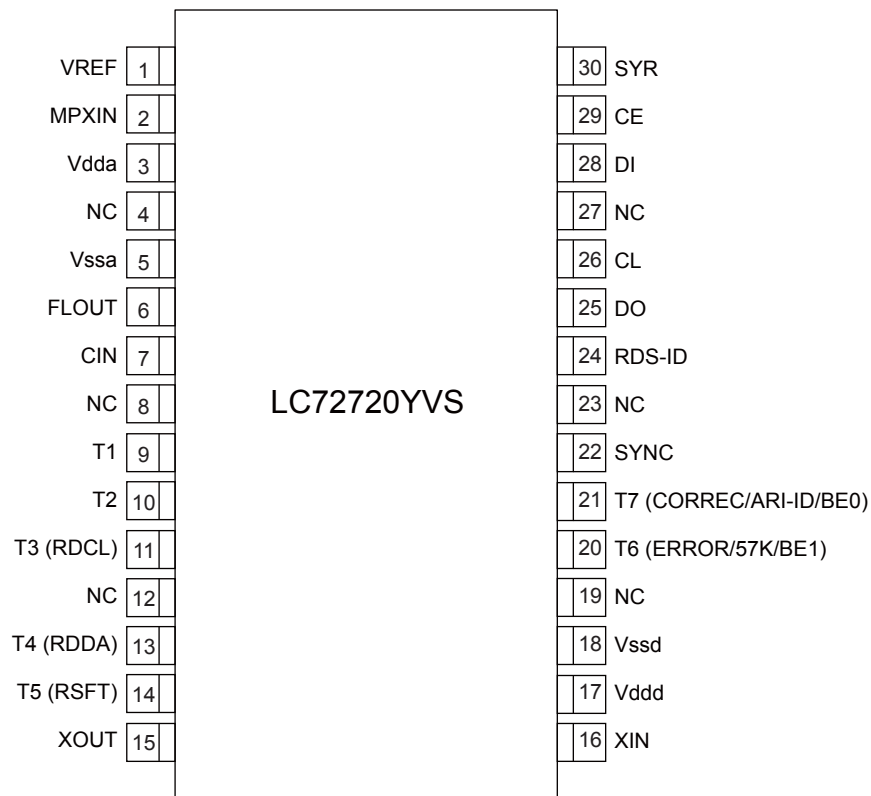 VREF 1 30 SYR
MPXIN 2 29 CE
Vdda 3 28 DI
NC 4 27 NC
Vssa 5 26 CL
FLOUT 6 25 DO
CIN 7 24 RDS-ID
LC72720YVS
NC 8 23 NC
T1 9 22 SYNC
T2 10 21 T7 (CORREC/ARI-ID/BE0)
T3 (RDCL) 11 20 T6 (ERROR/57K/BE1)
NC 12 19 NC
T4 (RDDA) 13 18 Vssd
T5 (RSFT) 14 17 Vddd
XOUT 15 16 XIN